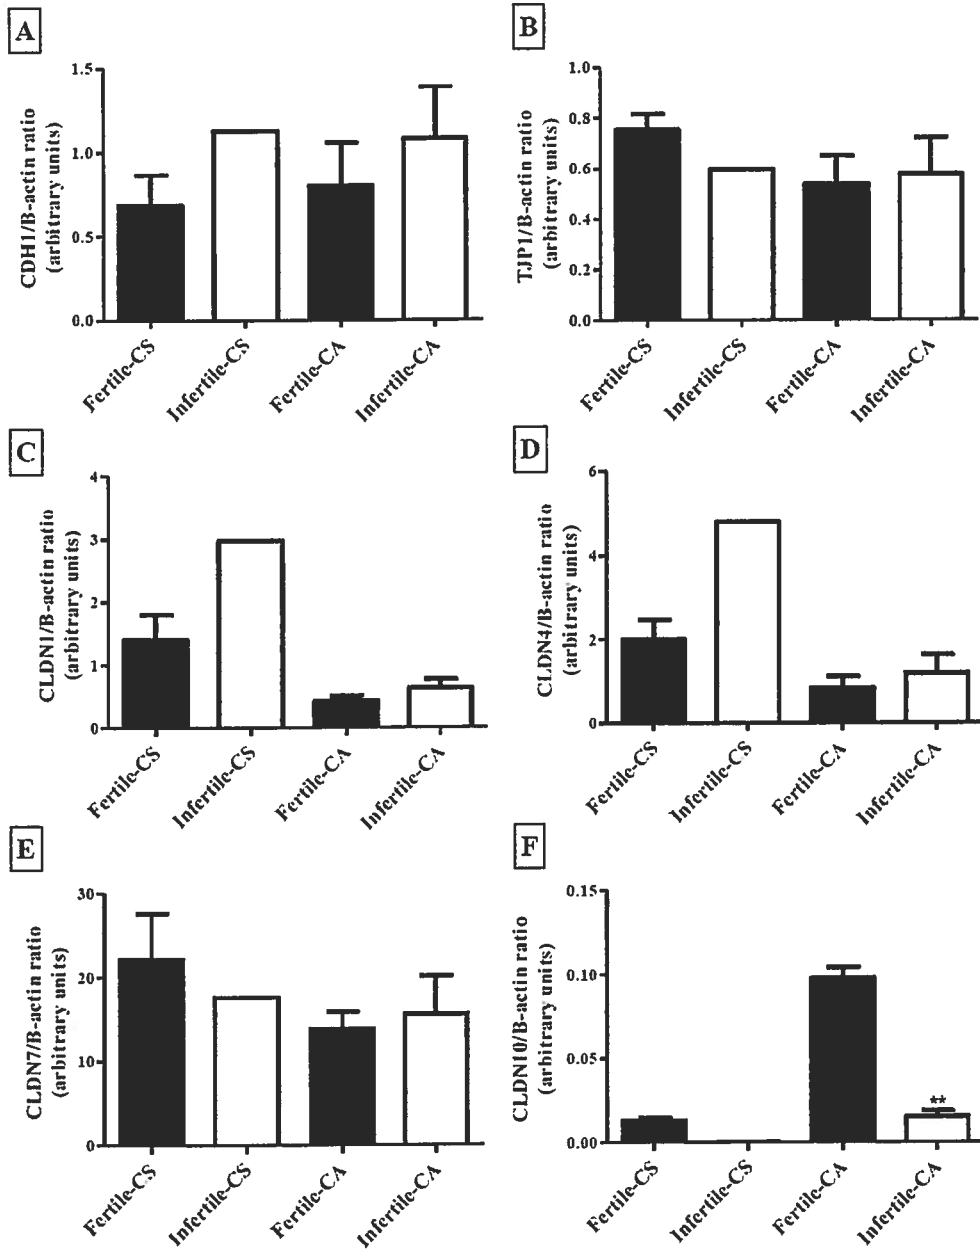 A
CDH1/B-actin ratio
(arbitrary units)
1.5
1.0
0.5
0.0
Fertile-CS
Infertile-CS
Fertile-CA
Infertile-CA
B
TJP1/B-actin ratio
(arbitrary units)
1.0
0.8
0.6
0.4
0.2
0.0
Fertile-CS
Infertile-CS
Fertile-CA
Infertile-CA
C
CLDN1/B-actin ratio
(arbitrary units)
4
3
2
1
0
Fertile-CS
Infertile-CS
Fertile-CA
Infertile-CA
D
CLDN4/B-actin ratio
(arbitrary units)
6
4
2
0
Fertile-CS
Infertile-CS
Fertile-CA
Infertile-CA
E
CLDN7/B-actin ratio
(arbitrary units)
30
20
10
0
Fertile-CS
Infertile-CS
Fertile-CA
Infertile-CA
F
CLDN10/B-actin ratio
(arbitrary units)
0.15
0.10
0.05
0.00
**
Fertile-CS
Infertile-CS
Fertile-CA
Infertile-CA